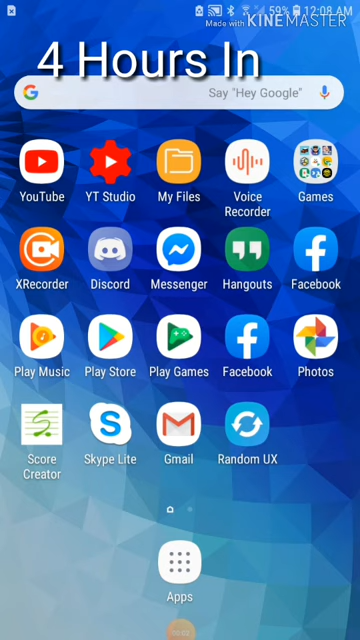 59% 12:08 AM
Made with KINEMASTER
4 Hours In
Say "Hey Google"
YouTube
YT Studio
My Files
Voice
Recorder
Games
XRecorder
Discord
Messenger
Hangouts
Facebook
Play Music
Play Store
Play Games
Facebook
Photos
Score
Creator
Skype Lite
Gmail
Random UX
Apps